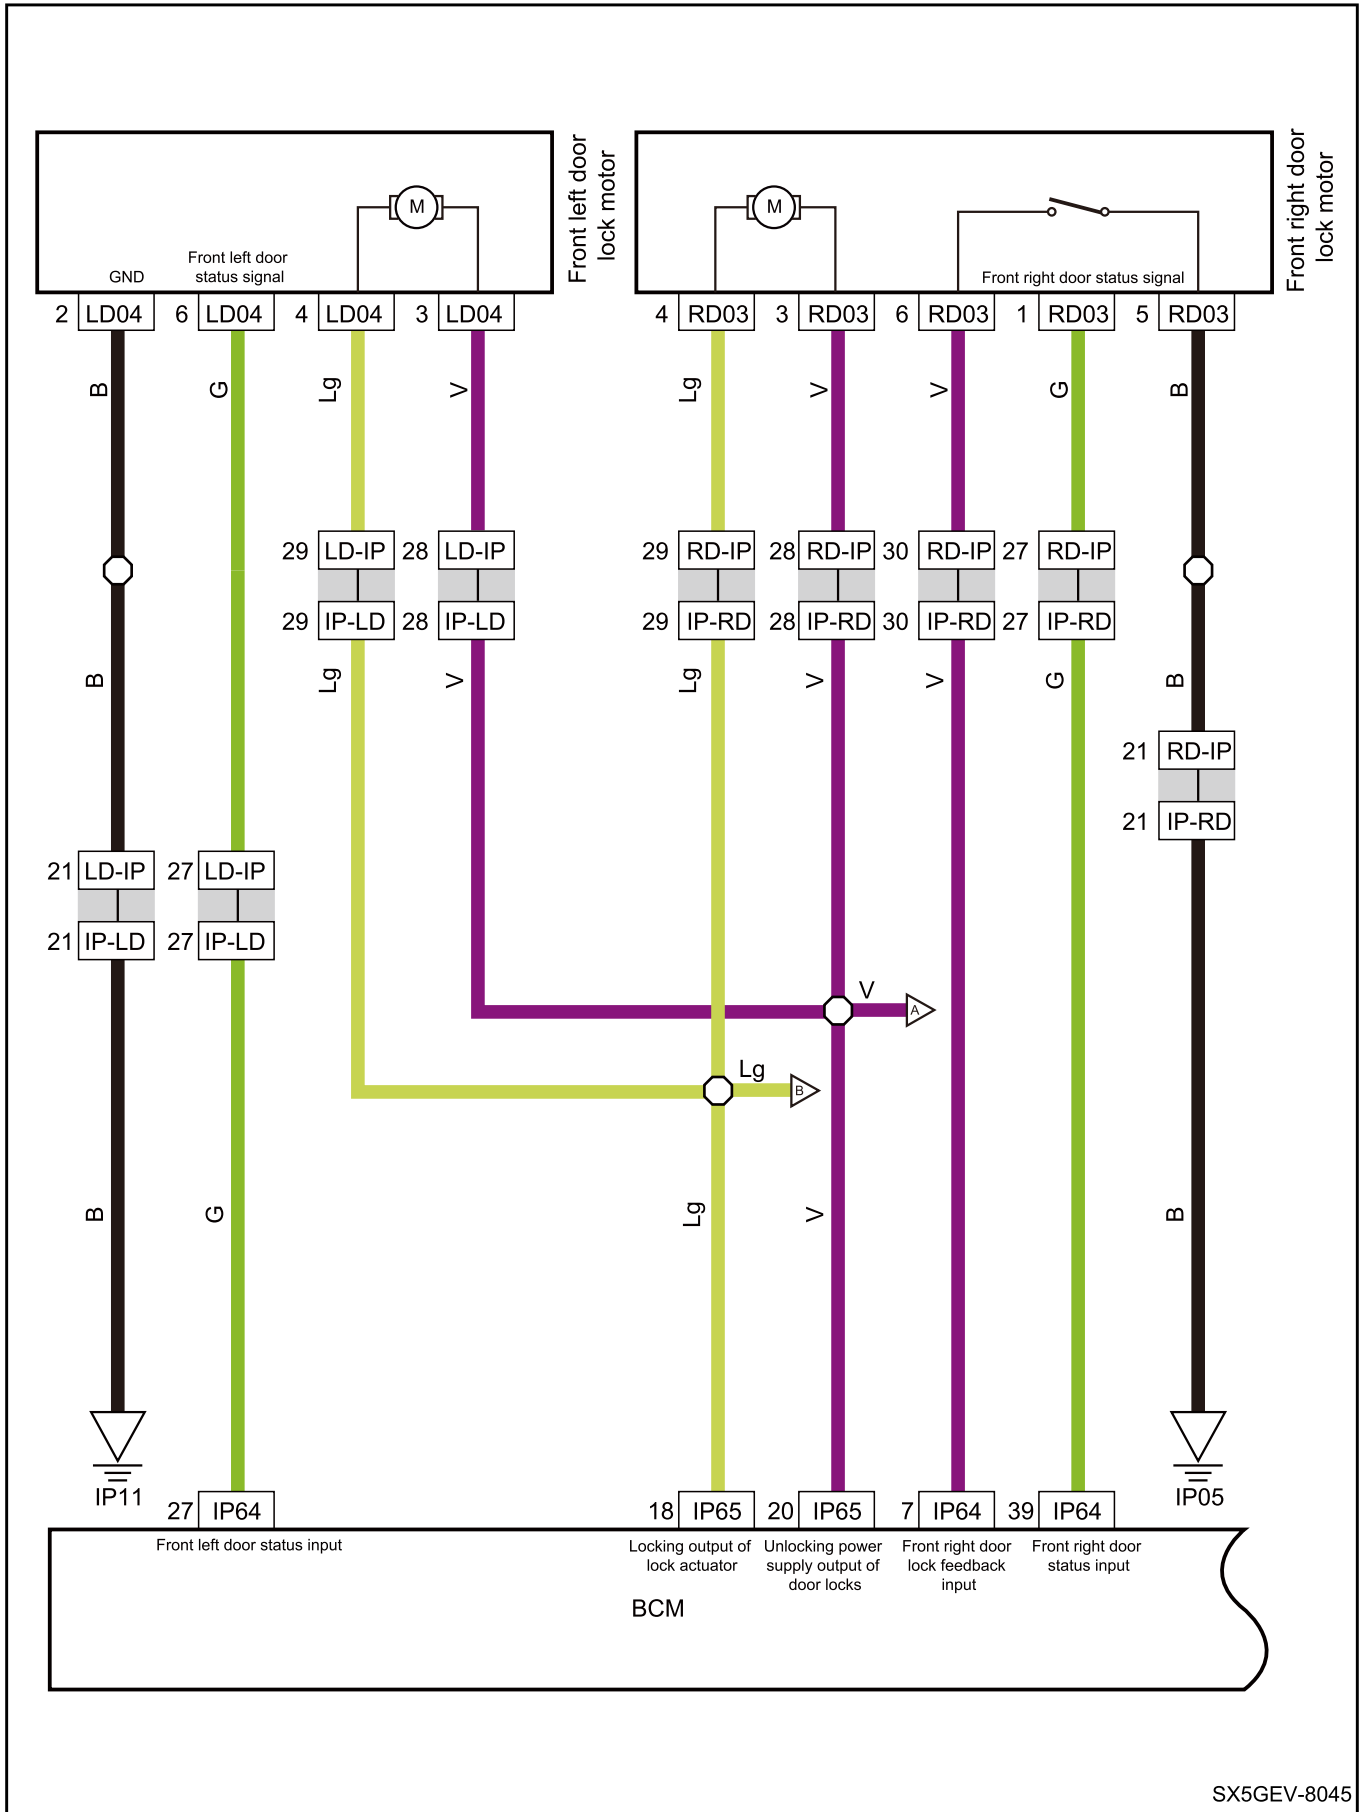 Front left door
lock motor
Front right door
lock motor
M
M
GND
Front left door
status signal
Front right door status signal
2 LD04 6 LD04 4 LD04 3 LD04 4 RD03 3 RD03 6 RD03 1 RD03 5 RD03
B G Lg V Lg V V G B
29 LD-IP 28 LD-IP 29 RD-IP 28 RD-IP 30 RD-IP 27 RD-IP
29 IP-LD 28 IP-LD 29 IP-RD 28 IP-RD 30 IP-RD 27 IP-RD
B Lg V Lg V V G B
21 RD-IP
21 IP-RD
21 LD-IP 27 LD-IP
21 IP-LD 27 IP-LD
V
A
Lg
B
B G Lg V B
IP11
IP05
27 IP64 18 IP65 20 IP65 7 IP64 39 IP64
Front left door status input
Locking output of
lock actuator
Unlocking power
supply output of
door locks
Front right door
lock feedback
input
Front right door
status input
BCM
SX5GEV-8045